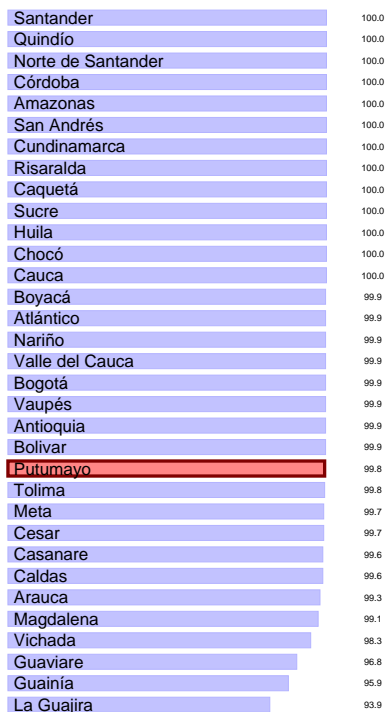 Santander 100.0
Quindío 100.0
Norte de Santander 100.0
Córdoba 100.0
Amazonas 100.0
San Andrés 100.0
Cundinamarca 100.0
Risaralda 100.0
Caquetá 100.0
Sucre 100.0
Huila 100.0
Chocó 100.0
Cauca 100.0
Boyacá 99.9
Atlántico 99.9
Nariño 99.9
Valle del Cauca 99.9
Bogotá 99.9
Vaupés 99.9
Antioquia 99.9
Bolivar 99.9
Putumayo 99.8
Tolima 99.8
Meta 99.7
Cesar 99.7
Casanare 99.6
Caldas 99.6
Arauca 99.3
Magdalena 99.1
Vichada 98.3
Guaviare 96.8
Guainía 95.9
La Guajira 93.9